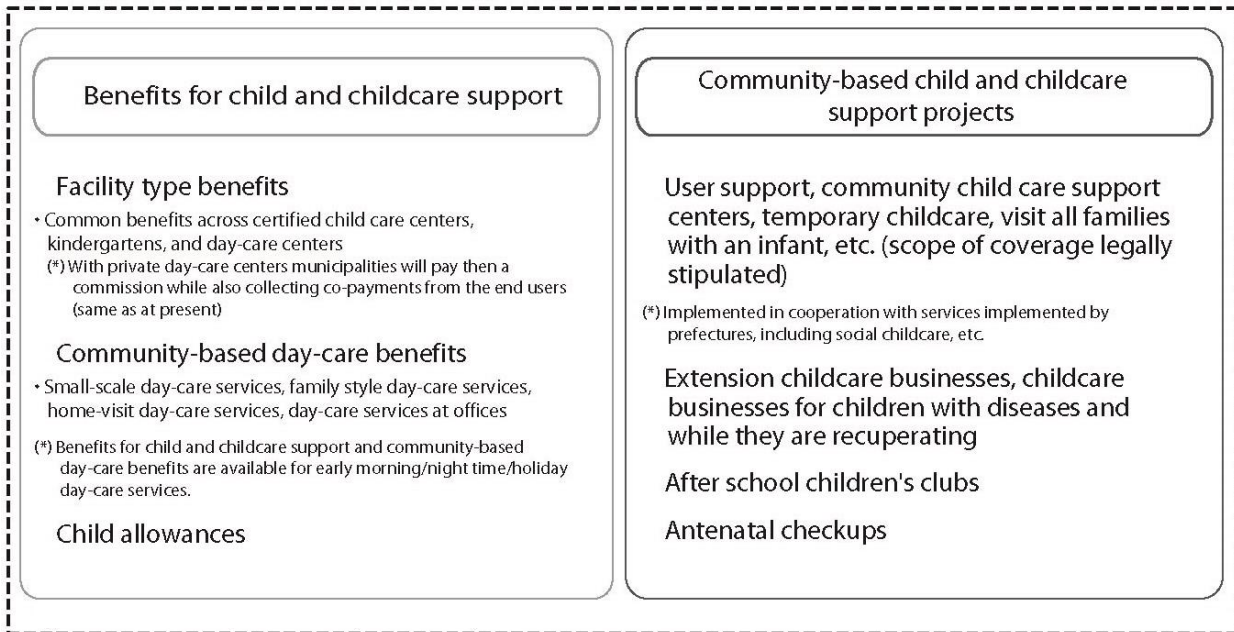 Benefits for child and childcare support
Facility type benefits
• Common benefits across certified child care centers,
kindergartens, and day-care centers
(*) With private day-care centers municipalities will pay then a
commission while also collecting co-payments from the end users
(same as at present)
Community-based day-care benefits
• Small-scale day-care services, family style day-care services,
home-visit day-care services, day-care services at offices
(*) Benefits for child and childcare support and community-based
day-care benefits are available for early morning/night time/holiday
day-care services.
Child allowances
Community-based child and childcare
support projects
User support, community child care support
centers, temporary childcare, visit all families
with an infant, etc. (scope of coverage legally
stipulated)
(*) Implemented in cooperation with services implemented by
prefectures, including social childcare, etc.
Extension childcare businesses, childcare
businesses for children with diseases and
while they are recuperating
After school children's clubs
Antenatal checkups